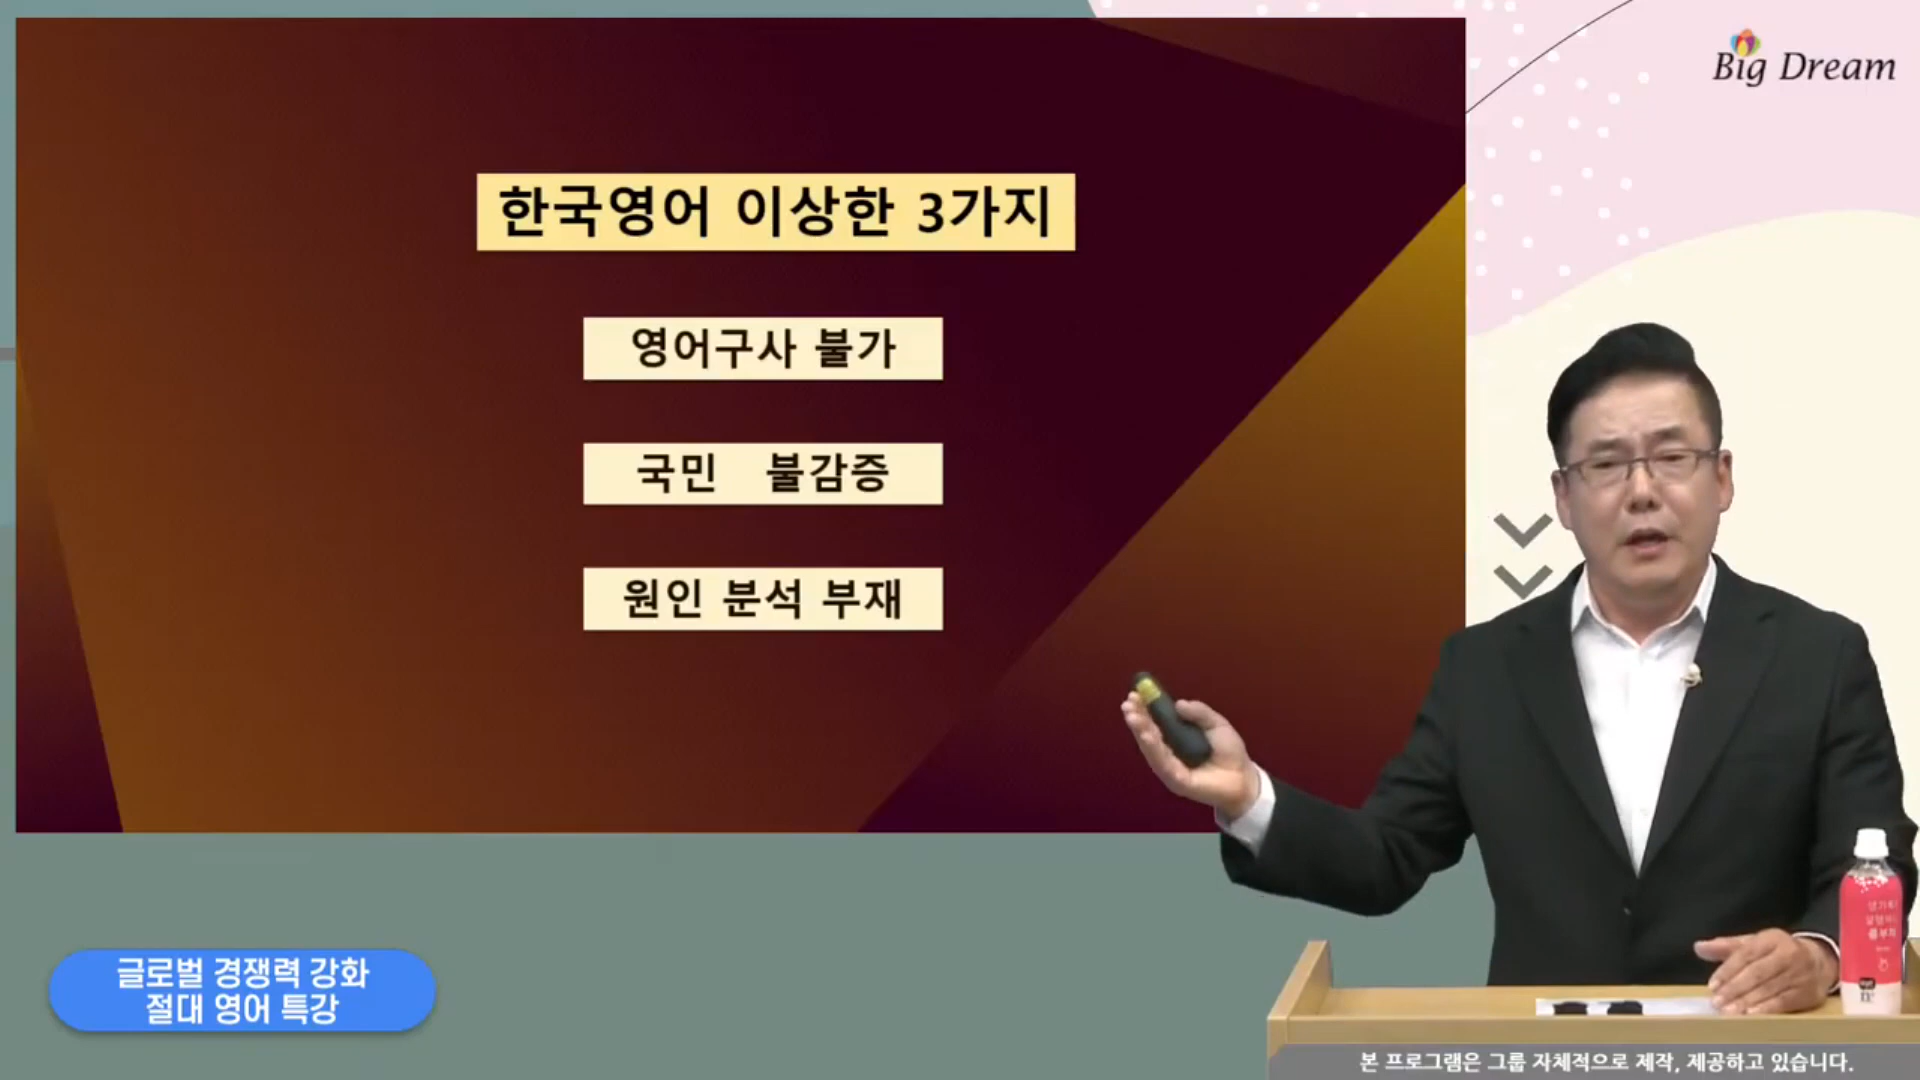 Big Dream
한국영어 이상한 3가지
영어구사 불가
국민 불감증
원인 분석 부재
글로벌 경쟁력 강화
절대 영어 특강
본 프로그램은 그룹 자체적으로 제작, 제공하고 있습니다.